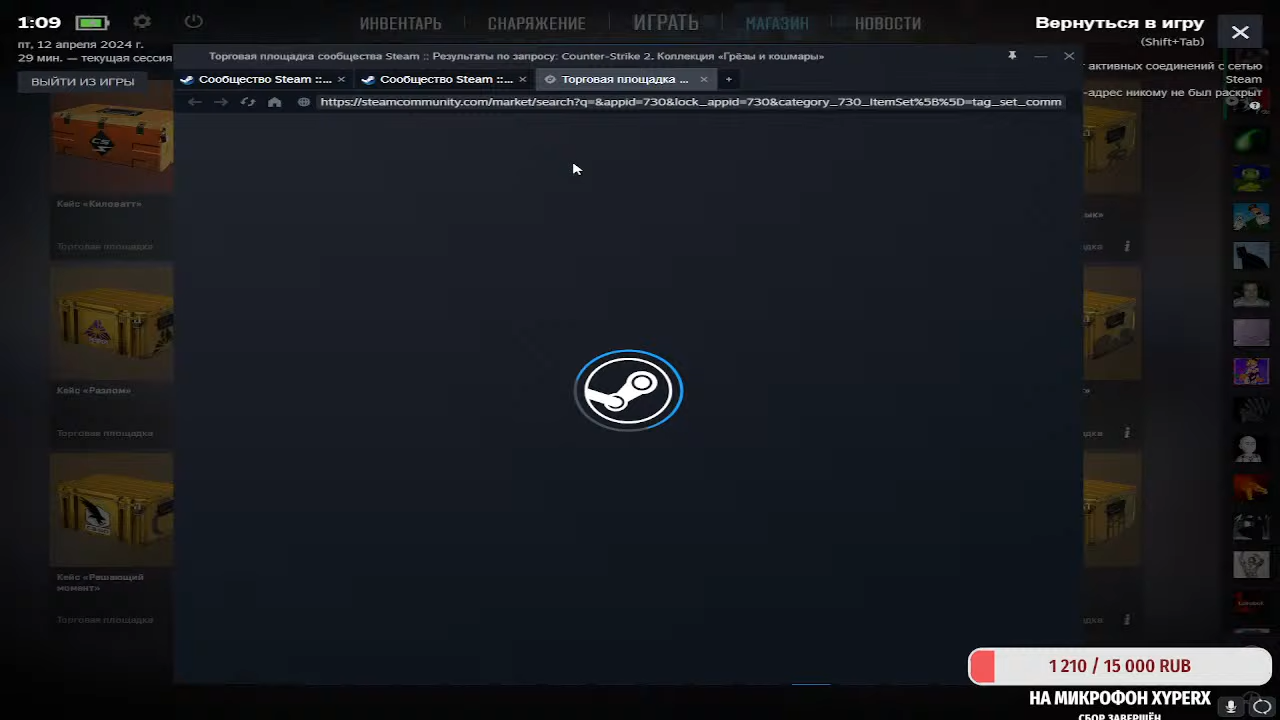 1:09
ИНВЕНТАРЬ
СНАРЯЖЕНИЕ
ИГРАТЬ
МАГАЗИН
НОВОСТИ
Вернуться в игру
(Shift+Tab)
пт, 12 апреля 2024 г.
29 мин. — текущая сессия
ВЫЙТИ ИЗ ИГРЫ
Торговая площадка сообщества Steam :: Результаты по запросу: Counter-Strike 2. Коллекция «Грёзы и кошмары»
активных соединений с сетью
Steam
-адрес никому не был раскрыт
Сообщество Steam ::...
Сообщество Steam ::...
Торговая площадка ...
https://steamcommunity.com/market/search?q=&appid=730&lock_appid=730&category_730_ItemSet%5B%5D=tag_set_comm
Кейс «Киловатт»
Торговая площадка
Кейс «Разлом»
Торговая площадка
Кейс «Решающий
момент»
Торговая площадка
1 210 / 15 000 RUB
НА МИКРОФОН XYPERX
СБОР ЗАВЕРШЁН